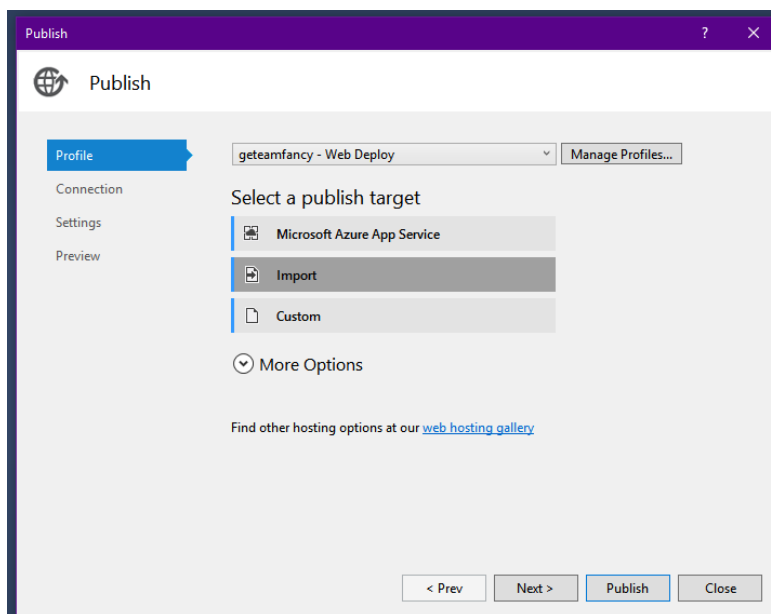 Publish
?
Publish
Profile
Connection
Settings
Preview
geteamfancy - Web Deploy
Manage Profiles...
Select a publish target
Microsoft Azure App Service
Import
Custom
More Options
Find other hosting options at our web hosting gallery
< Prev
Next >
Publish
Close